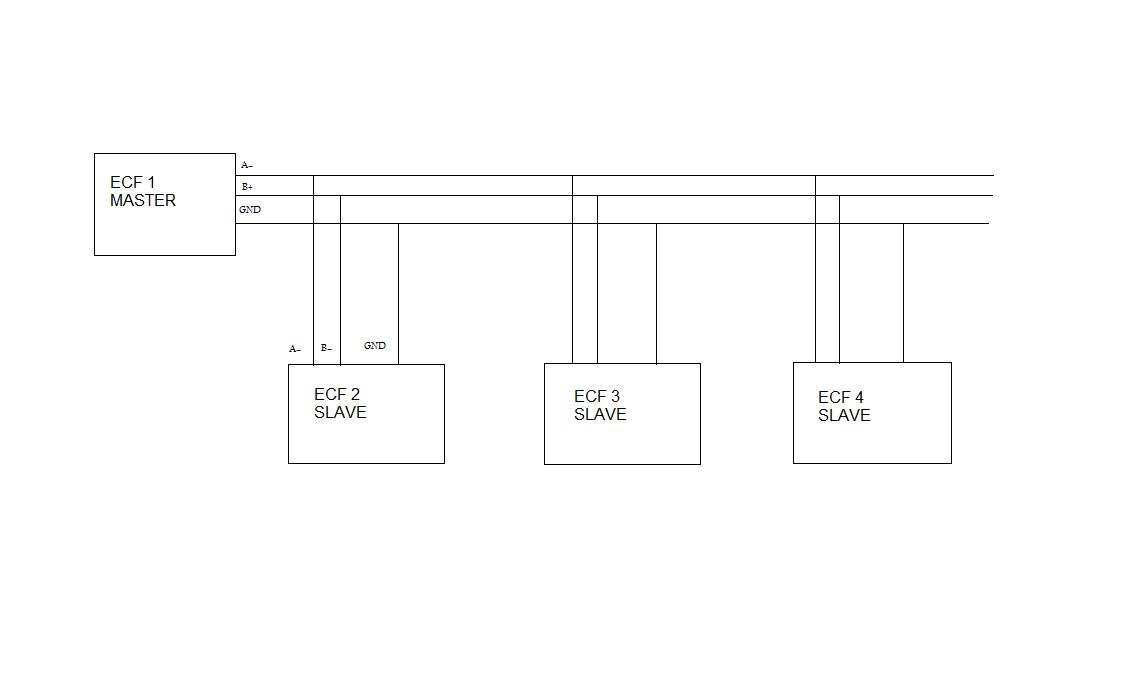 A-
ECF 1
MASTER
B+
GND
A-
B-
GND
ECF 2
SLAVE
ECF 3
SLAVE
ECF 4
SLAVE